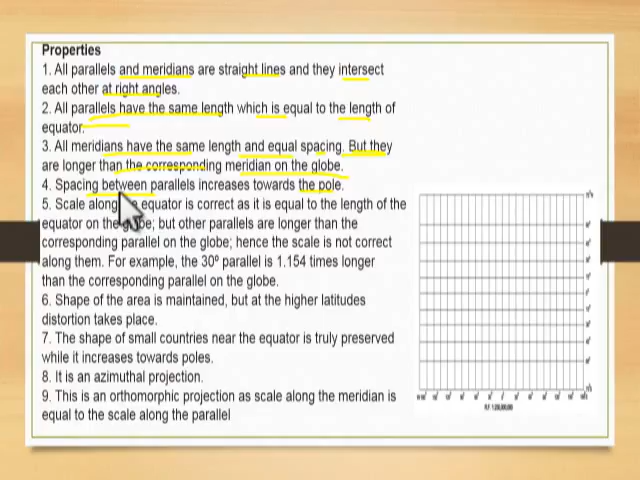 Properties
1. All parallels and meridians are straight lines and they intersect
each other at right angles.
2. All parallels have the same length which is equal to the length of
equator.
3. All meridians have the same length and equal spacing. But they
are longer than the corresponding meridian on the globe.
4. Spacing between parallels increases towards the pole.
5. Scale along equator is correct as it is equal to the length of the
equator on the globe; but other parallels are longer than the
corresponding parallel on the globe; hence the scale is not correct
along them. For example, the 30º parallel is 1.154 times longer
than the corresponding parallel on the globe.
6. Shape of the area is maintained, but at the higher latitudes
distortion takes place.
7. The shape of small countries near the equator is truly preserved
while it increases towards poles.
8. It is an azimuthal projection.
9. This is an orthomorphic projection as scale along the meridian is
equal to the scale along the parallel